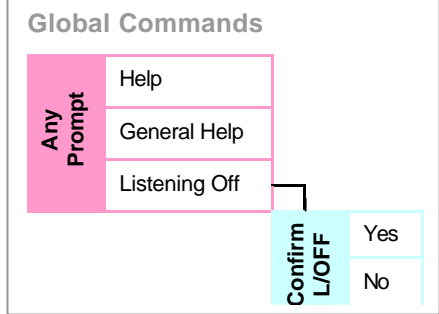 Global Commands
Any
Prompt
Help
General Help
Listening Off
Confirm
L/OFF
Yes
No